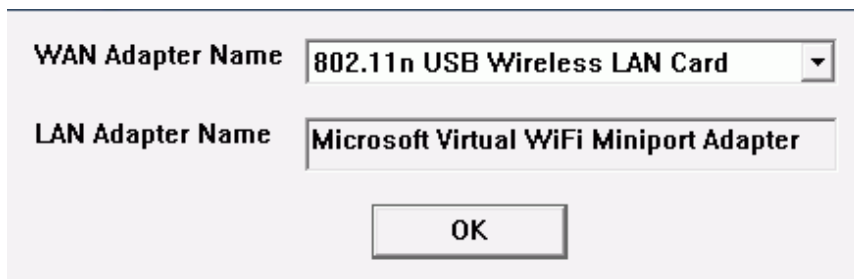 WAN Adapter Name 802.11n USB Wireless LAN Card
LAN Adapter Name Microsoft Virtual WiFi Miniport Adapter
OK